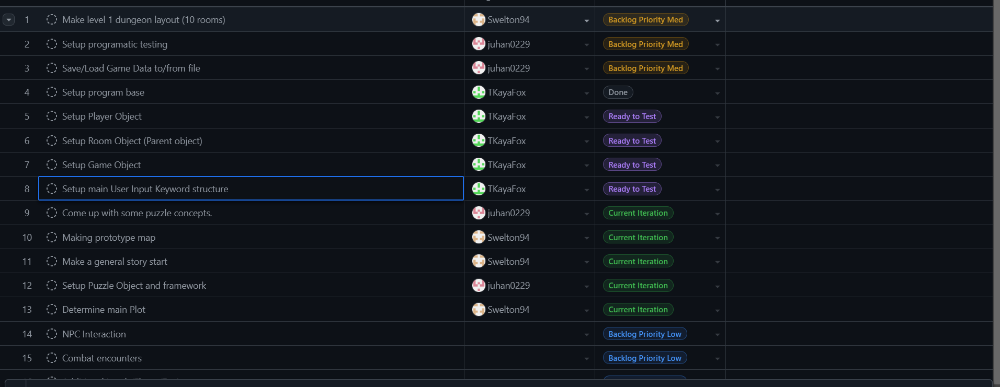 1 Make level 1 dungeon layout (10 rooms) Swelton94 Backlog Priority Med
2 Setup programatic testing juhan0229 Backlog Priority Med
3 Save/Load Game Data to/from file juhan0229 Backlog Priority Med
4 Setup program base TKayaFox Done
5 Setup Player Object TKayaFox Ready to Test
6 Setup Room Object (Parent object) TKayaFox Ready to Test
7 Setup Game Object TKayaFox Ready to Test
8 Setup main User Input Keyword structure TKayaFox Ready to Test
9 Come up with some puzzle concepts. juhan0229 Current Iteration
10 Making prototype map Swelton94 Current Iteration
11 Make a general story start Swelton94 Current Iteration
12 Setup Puzzle Object and framework juhan0229 Current Iteration
13 Determine main Plot Swelton94 Current Iteration
14 NPC Interaction Backlog Priority Low
15 Combat encounters Backlog Priority Low